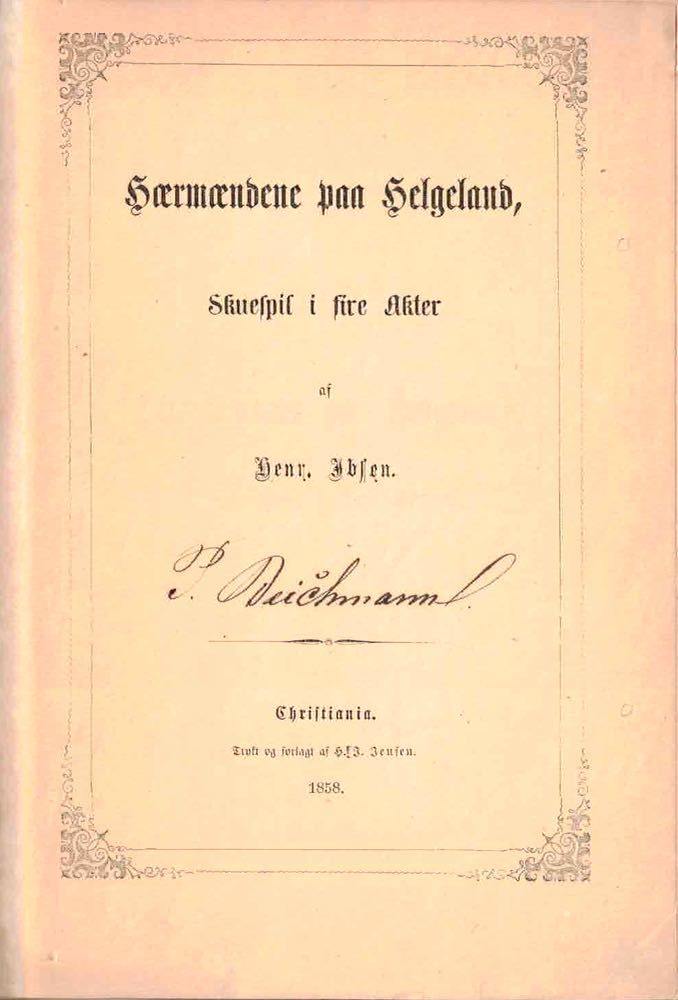 Hærmændene paa Helgeland,
Skuespil i fire Akter
af
Henr. Ibsen.
P. Deichmann
Christiania.
Trykt og forlagt af H. J. Jensen.
1858.